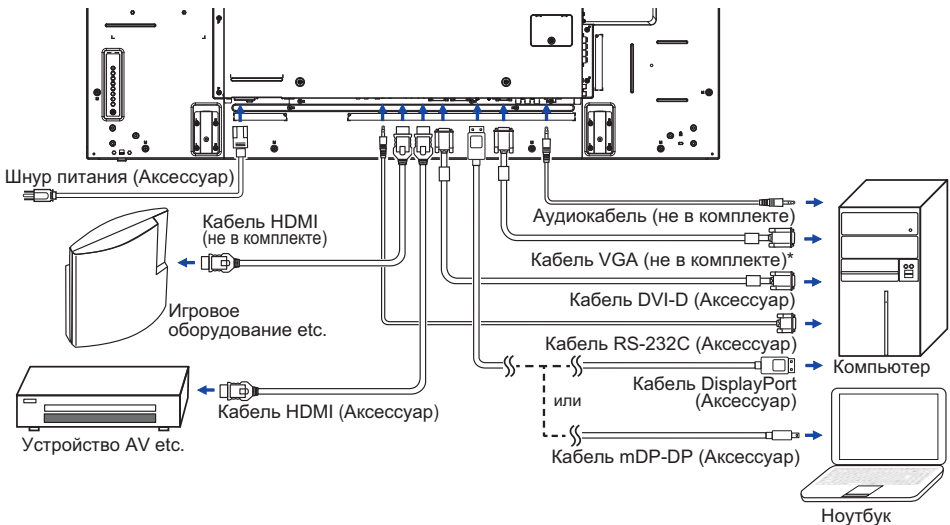 Шнур питания (Аксессуар)
Кабель HDMI
(не в комплекте)
Игровое
оборудование etc.
Кабель HDMI (Аксессуар)
Устройство AV etc.
Аудиокабель (не в комплекте)
Кабель VGA (не в комплекте)*
Кабель DVI-D (Аксессуар)
Кабель RS-232C (Аксессуар)
Компьютер
Кабель DisplayPort
(Аксессуар)
или
Кабель mDP-DP (Аксессуар)
Ноутбук